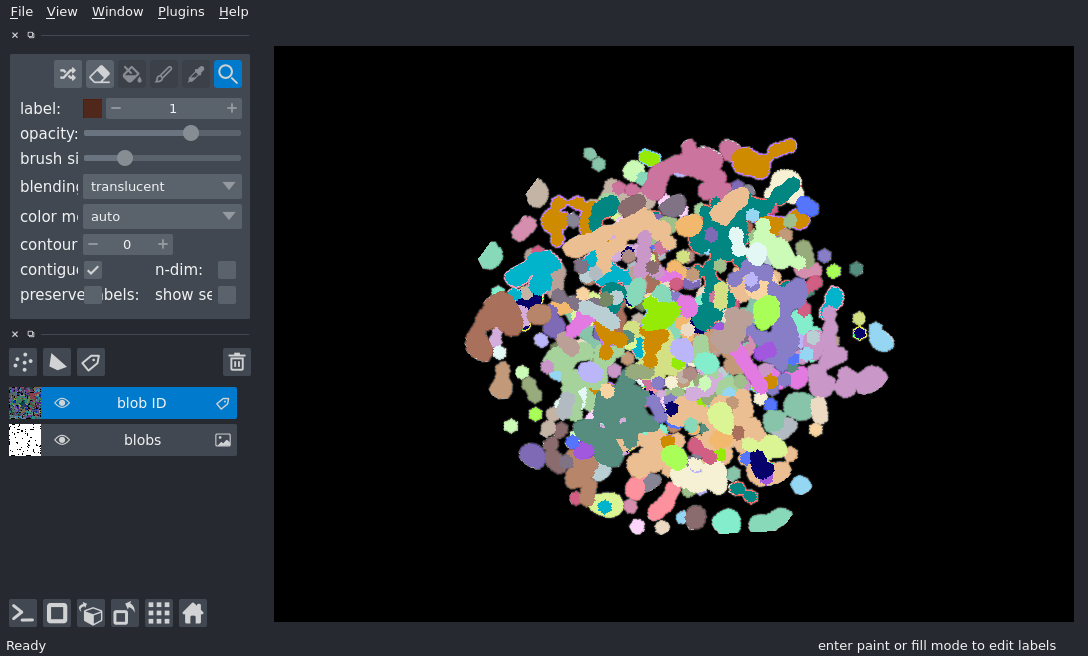 File View Window Plugins Help
label: 1
opacity:
brush si
blending translucent
color m auto
contour 0
contigu n-dim:
preserve abels: show se
blob ID
blobs
Ready enter paint or fill mode to edit labels